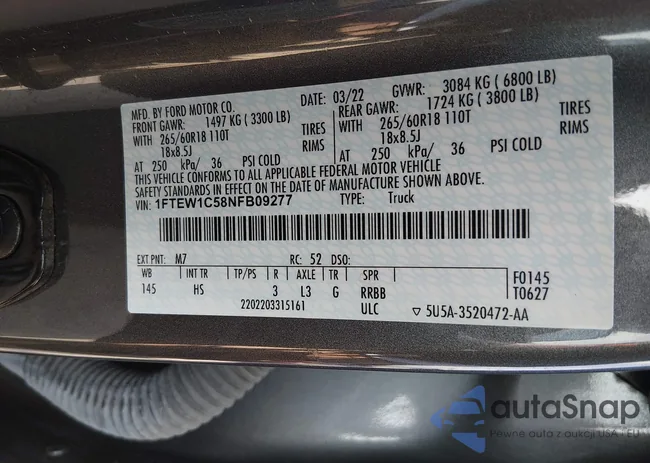 MFD. BY FORD MOTOR CO.
DATE: 03/22 GVWR: 3084 KG ( 6800 LB)
FRONT GAWR: 1497 KG ( 3300 LB)
REAR GAWR: 1724 KG ( 3800 LB)
WITH 265/60R18 110T TIRES
WITH 265/60R18 110T TIRES
18x8.5J RIMS
18x8.5J RIMS
AT 250 kPa/ 36 PSI COLD
AT 250 kPa/ 36 PSI COLD
THIS VEHICLE CONFORMS TO ALL APPLICABLE FEDERAL MOTOR VEHICLE
SAFETY STANDARDS IN EFFECT ON THE DATE OF MANUFACTURE SHOWN ABOVE.
VIN: 1FTEW1C58NFB09277 TYPE: Truck
EXT PNT: M7 RC: 52 DSO:
WB INT TR TP/PS R AXLE TR SPR F0145
145 HS 3 L3 G RRBB T0627
2202203315161 ULC ▽ 5U5A-3520472-AA
autaSnap
Pewne auto z aukcji USA - EU